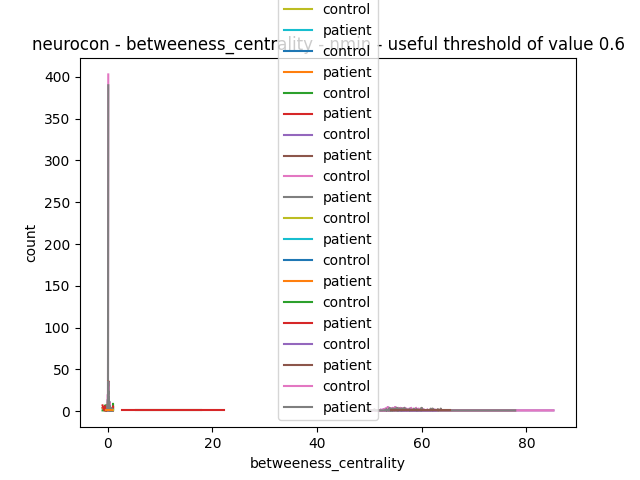 neurocon - betweeness_centrality - nmin - useful threshold of value 0.6
control
patient
control
patient
control
patient
control
patient
control
patient
control
patient
control
patient
control
patient
control
patient
control
patient
count
400
350
300
250
200
150
100
50
0
0 20 40 60 80
betweeness_centrality